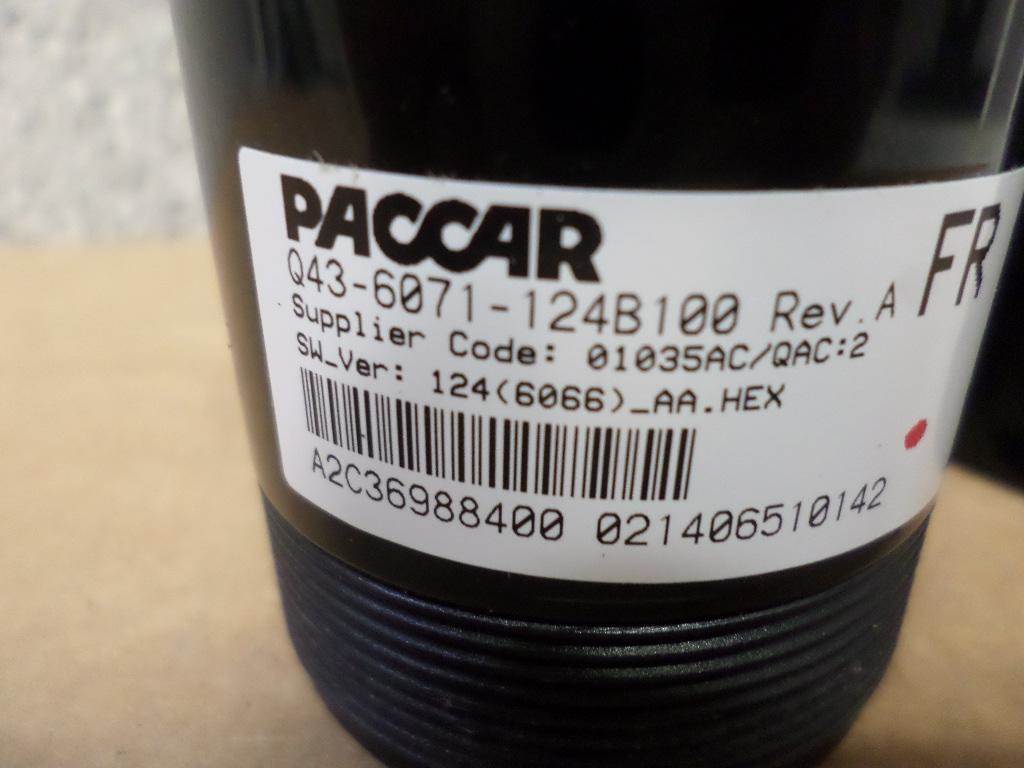 PACCAR
Q43-6071-124B100 Rev.A
FR
Supplier Code: 01035AC/QAC:2
SW_Ver: 124(6066)_AA.HEX
A2C36988400 021406510142